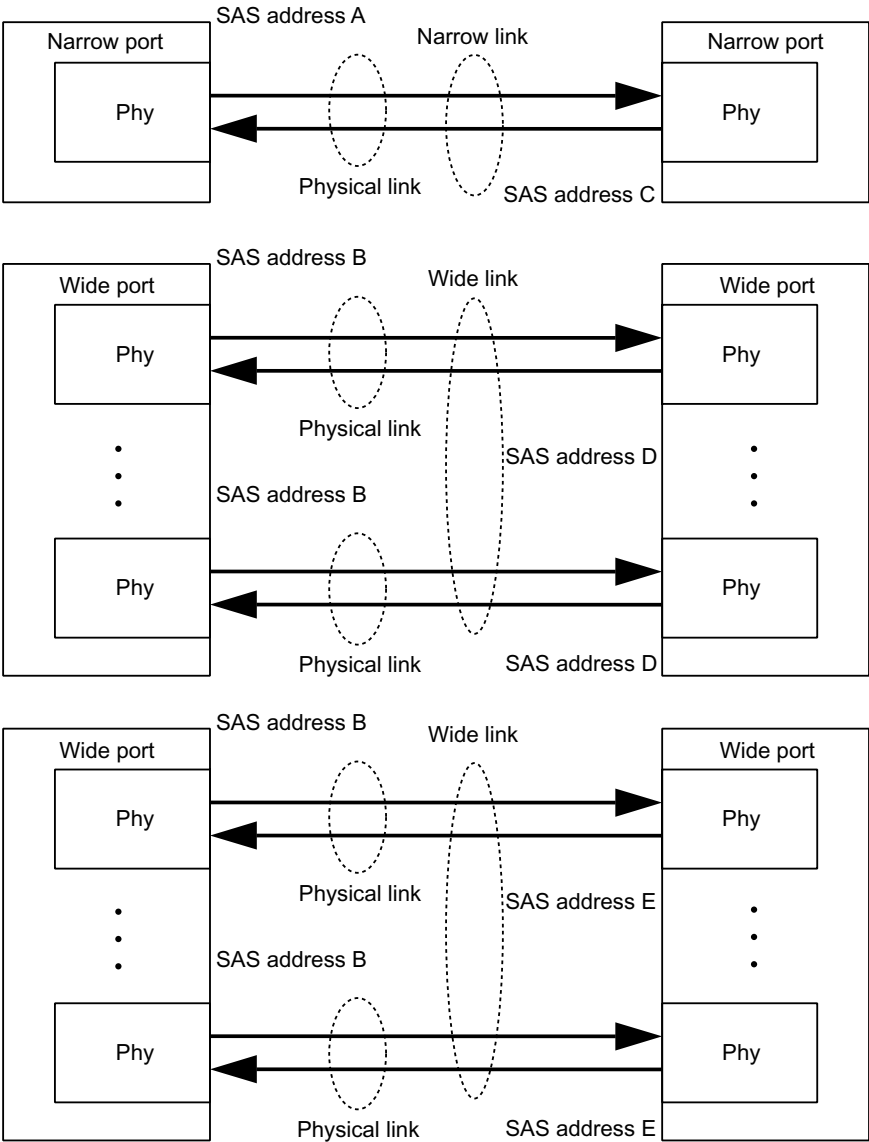 SAS address A
Narrow port
Narrow link
Narrow port
Phy
Phy
Physical link
SAS address C
SAS address B
Wide port
Wide link
Wide port
Phy
Phy
Physical link
SAS address D
SAS address B
Phy
Phy
Physical link
SAS address D
SAS address B
Wide port
Wide link
Wide port
Phy
Phy
Physical link
SAS address E
SAS address B
Phy
Phy
Physical link
SAS address E